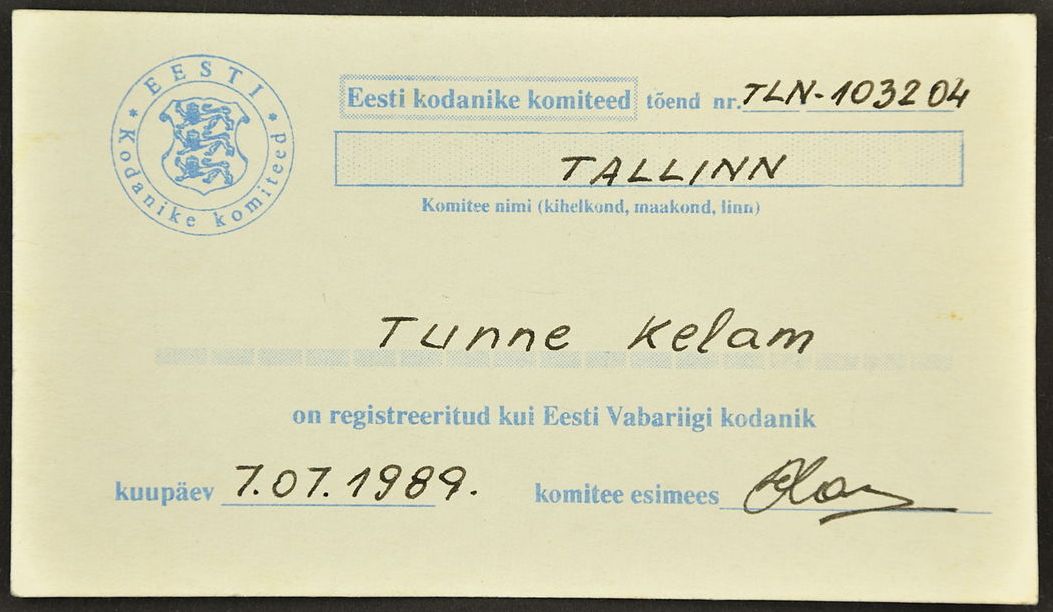 EESTI
* Kodanike komiteed *
Eesti kodanike komiteed tõend nr. TLN-103204
TALLINN
Komitee nimi (kihelkond, maakond, linn)
Tunne Kelam
on registreeritud kui Eesti Vabariigi kodanik
kuupäev 7.07.1989. komitee esimees